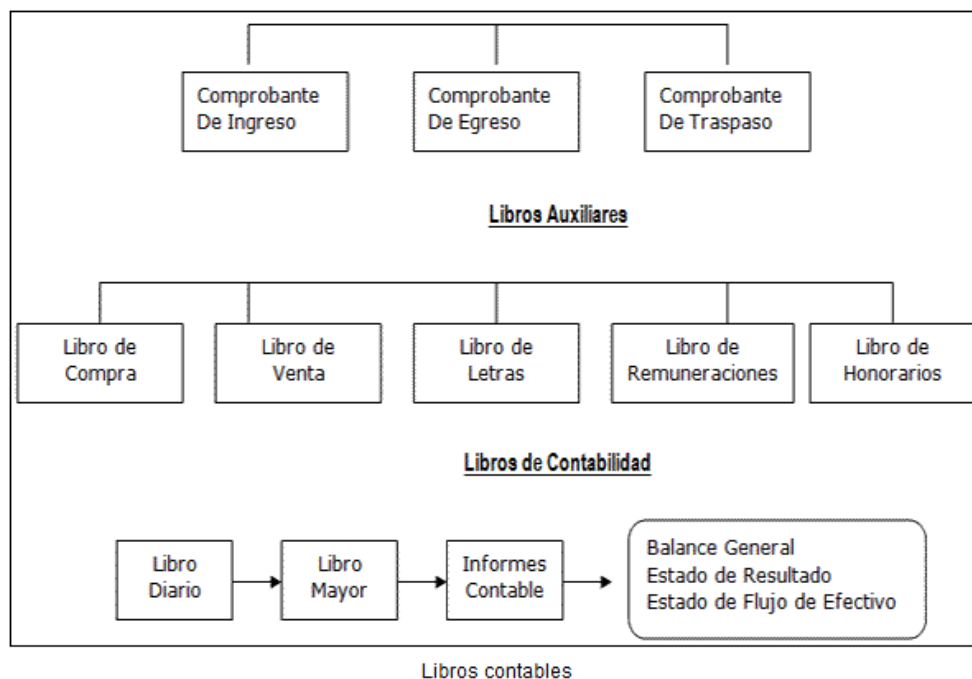 Comprobante
De Ingreso
Comprobante
De Egreso
Comprobante
De Traspaso
Libros Auxiliares
Libro de
Compra
Libro de
Venta
Libro de
Letras
Libro de
Remuneraciones
Libro de
Honorarios
Libros de Contabilidad
Libro
Diario
Libro
Mayor
Informes
Contable
Balance General
Estado de Resultado
Estado de Flujo de Efectivo
Libros contables